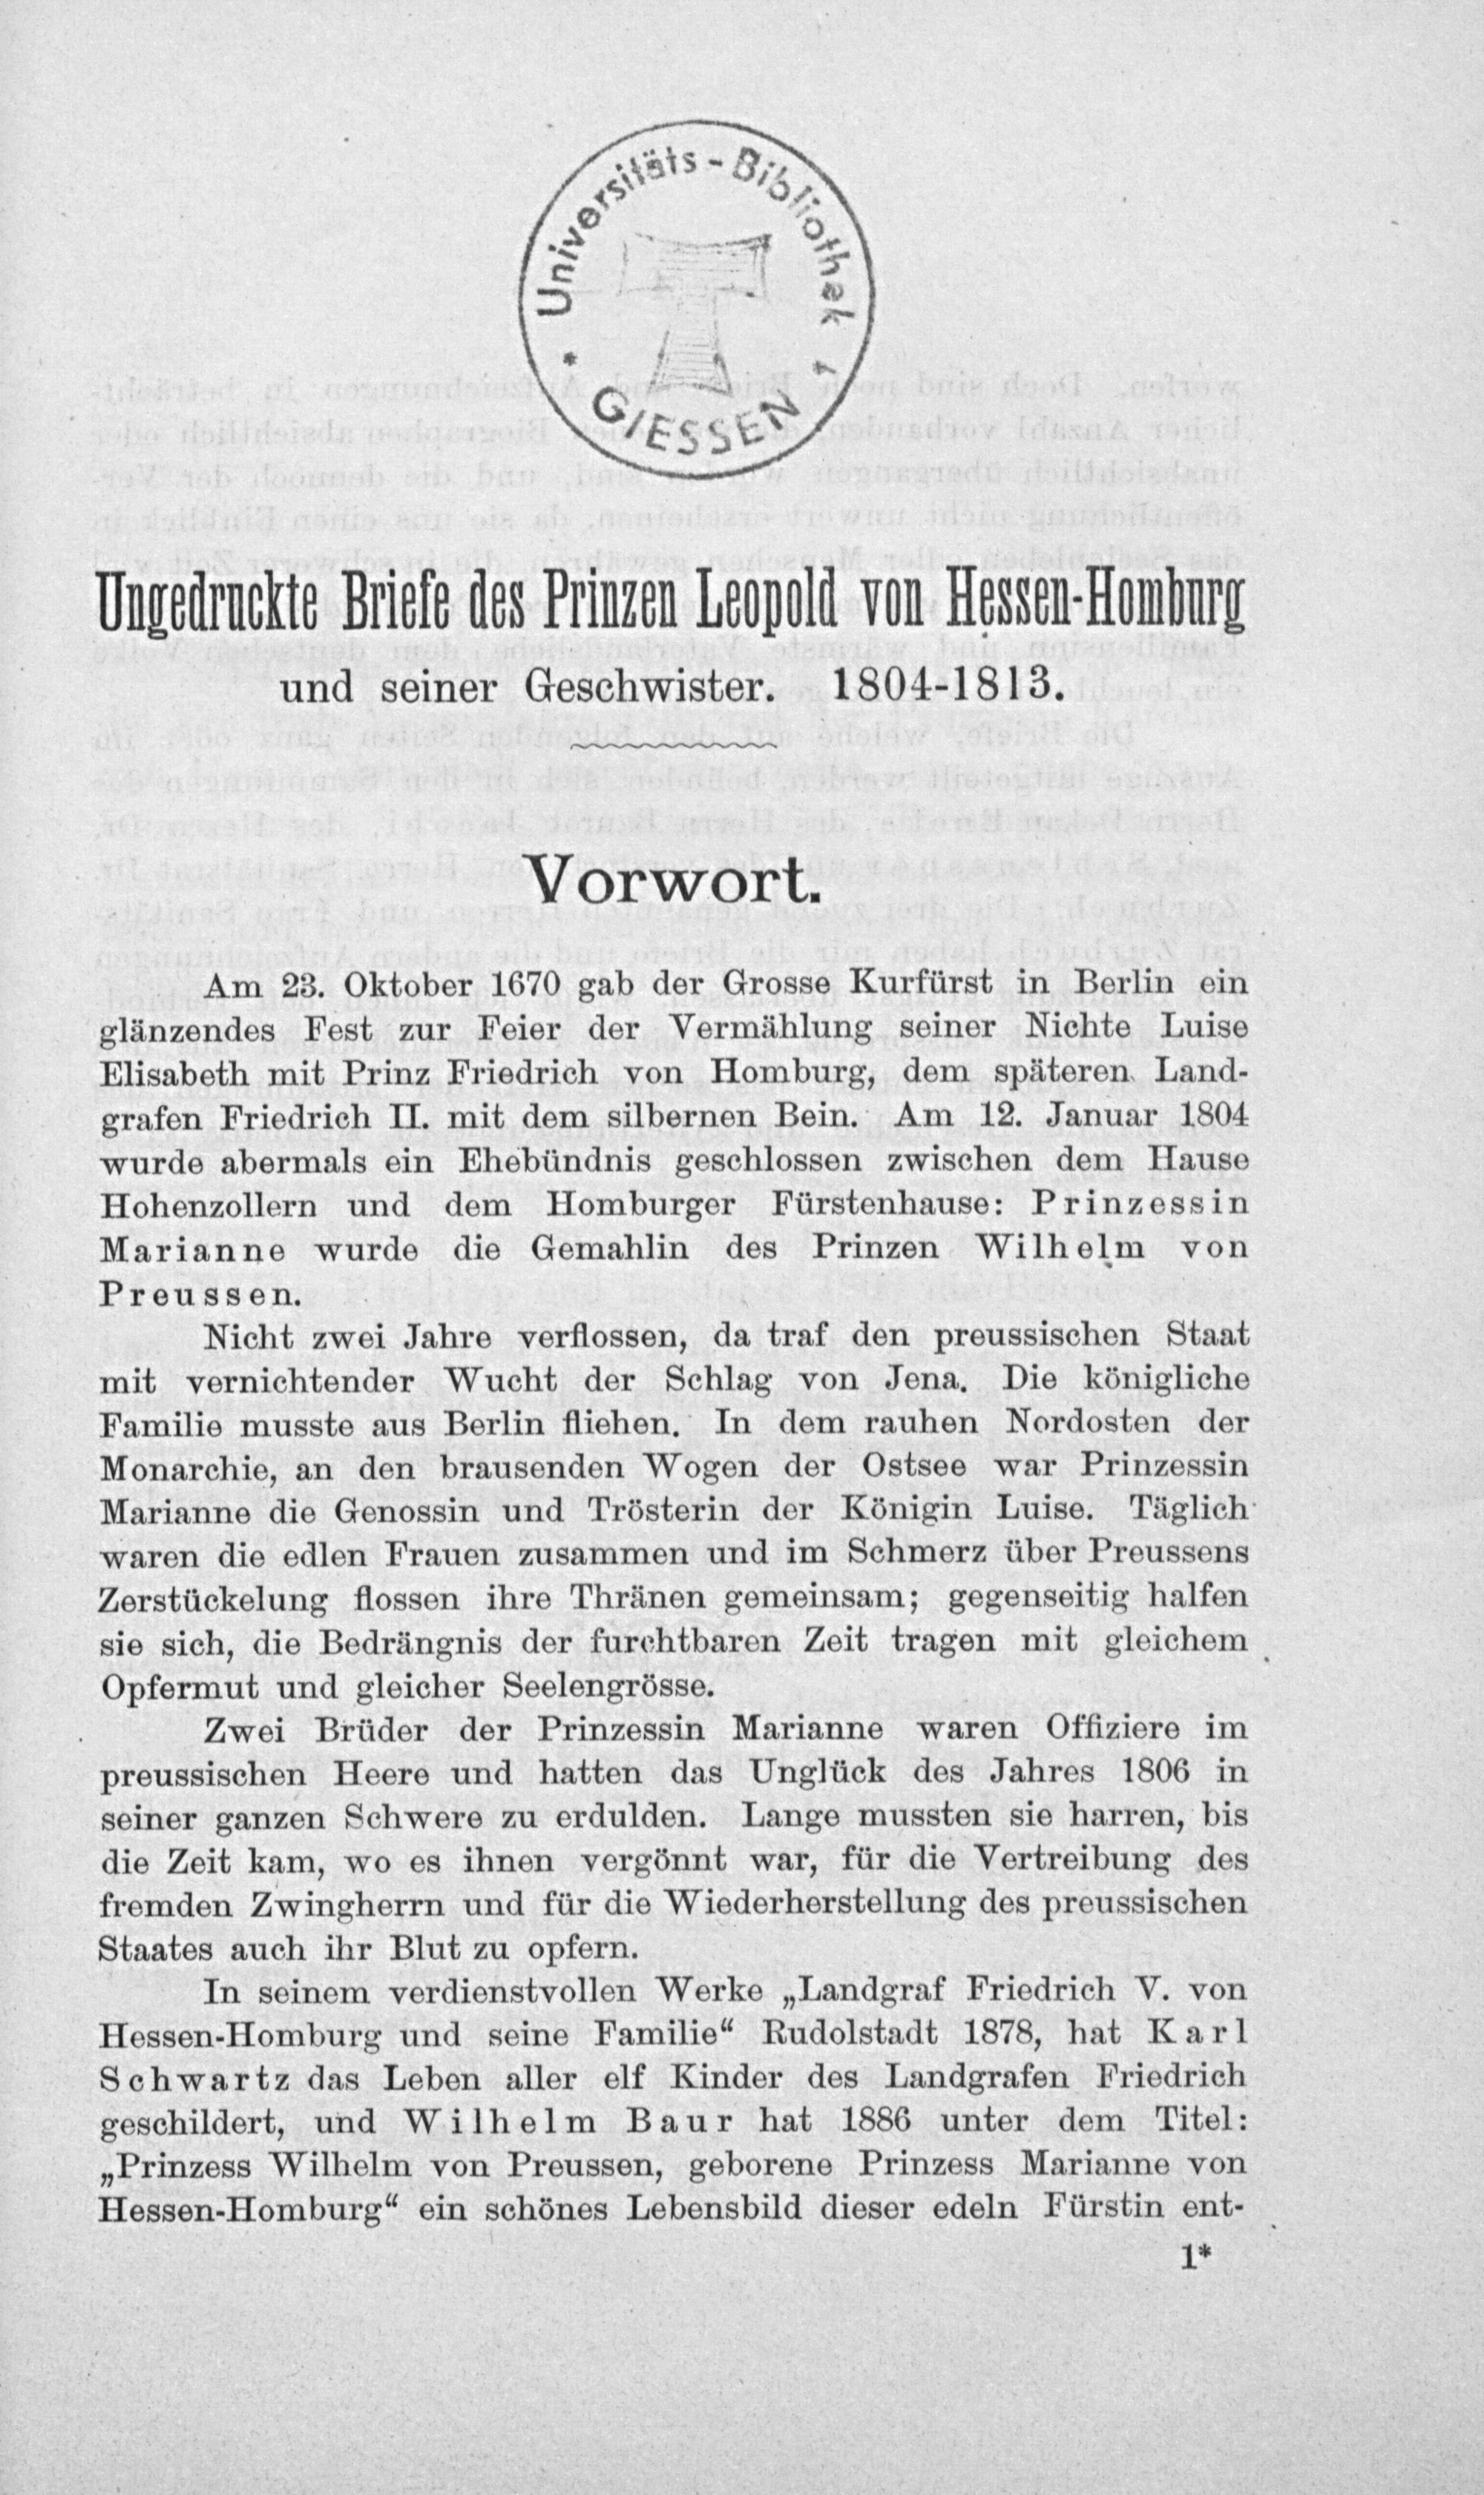 Universitäts-Bibliothek
GIESSEN
Ungedruckte Briefe des Prinzen Leopold von Hessen-Homburg
und seiner Geschwister. 1804-1813.
Vorwort.
Am 23. Oktober 1670 gab der Grosse Kurfürst in Berlin ein
glänzendes Fest zur Feier der Vermählung seiner Nichte Luise
Elisabeth mit Prinz Friedrich von Homburg, dem späteren Land-
grafen Friedrich II. mit dem silbernen Bein. Am 12. Januar 1804
wurde abermals ein Ehebündnis geschlossen zwischen dem Hause
Hohenzollern und dem Homburger Fürstenhause: Prinzessin
Marianne wurde die Gemahlin des Prinzen Wilhelm von
Preussen.
Nicht zwei Jahre verflossen, da traf den preussischen Staat
mit vernichtender Wucht der Schlag von Jena. Die königliche
Familie musste aus Berlin fliehen. In dem rauhen Nordosten der
Monarchie, an den brausenden Wogen der Ostsee war Prinzessin
Marianne die Genossin und Trösterin der Königin Luise. Täglich
waren die edlen Frauen zusammen und im Schmerz über Preussens
Zerstückelung flossen ihre Thränen gemeinsam; gegenseitig halfen
sie sich, die Bedrängnis der furchtbaren Zeit tragen mit gleichem
Opfermut und gleicher Seelengrösse.
Zwei Brüder der Prinzessin Marianne waren Offiziere im
preussischen Heere und hatten das Unglück des Jahres 1806 in
seiner ganzen Schwere zu erdulden. Lange mussten sie harren, bis
die Zeit kam, wo es ihnen vergönnt war, für die Vertreibung des
fremden Zwingherrn und für die Wiederherstellung des preussischen
Staates auch ihr Blut zu opfern.
In seinem verdienstvollen Werke „Landgraf Friedrich V. von
Hessen-Homburg und seine Familie“ Rudolstadt 1878, hat Karl
Schwartz das Leben aller elf Kinder des Landgrafen Friedrich
geschildert, und Wilhelm Baur hat 1886 unter dem Titel:
„Prinzess Wilhelm von Preussen, geborene Prinzess Marianne von
Hessen-Homburg“ ein schönes Lebensbild dieser edeln Fürstin ent-
1*